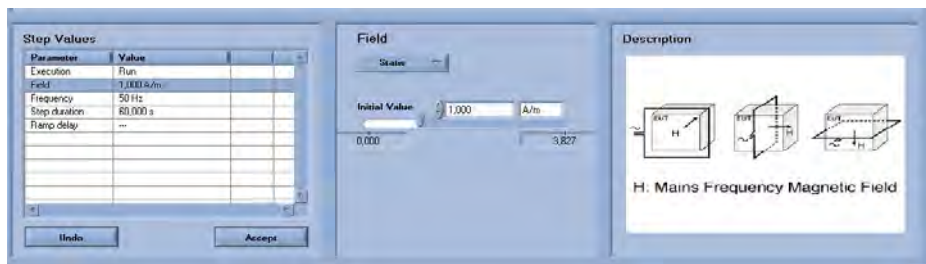 Step Values
Parameter Value
Execution Run
Field 1,000 A/m
Frequency 50 Hz
Step duration 60,000 s
Ramp delay ---
Undo Accept
Field
Static
Initial Value 1,000 A/m
0,000 3,827
Description
EUT H
EUT H
EUT H
H: Mains Frequency Magnetic Field